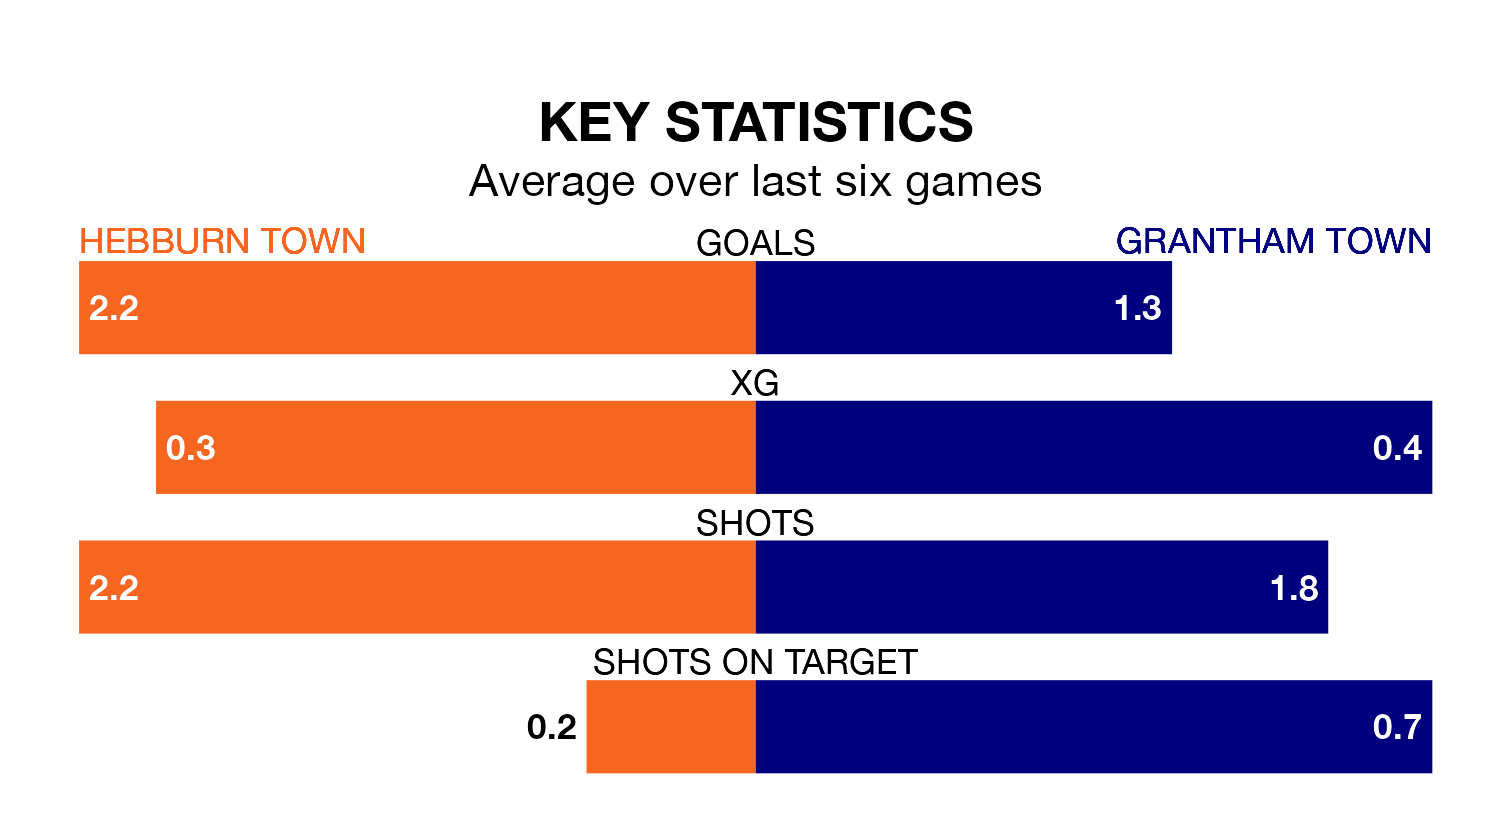 KEY STATISTICS
Average over last six games
HEBBURN TOWN GOALS GRANTHAM TOWN
2.2 1.3
XG
0.3 0.4
SHOTS
2.2 1.8
SHOTS ON TARGET
0.2 0.7